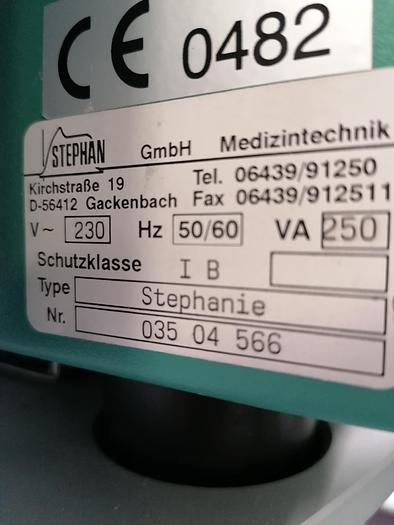 CE 0482
STEPHAN GmbH Medizintechnik
Kirchstraße 19 Tel. 06439/91250
D-56412 Gackenbach Fax 06439/912511
V~ 230 Hz 50/60 VA 250
Schutzklasse I B
Type Stephanie
Nr. 035 04 566